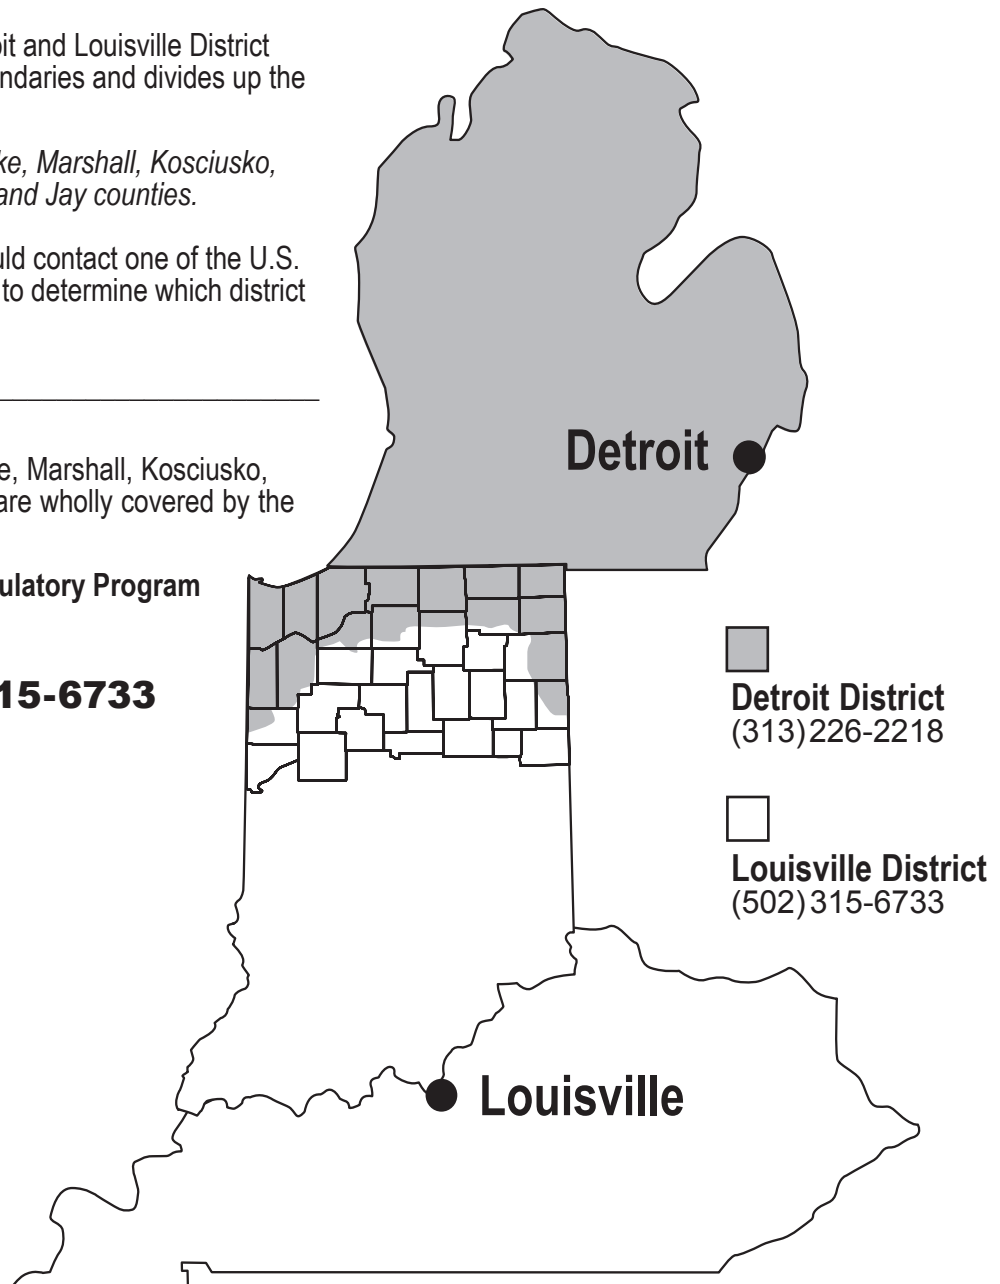 it and Louisville District
ndaries and divides up the
ke, Marshall, Kosciusko,
and Jay counties.
uld contact one of the U.S.
to determine which district
e, Marshall, Kosciusko,
are wholly covered by the
ulatory Program
15-6733
Detroit
Detroit District
(313) 226-2218
Louisville District
(502) 315-6733
Louisville